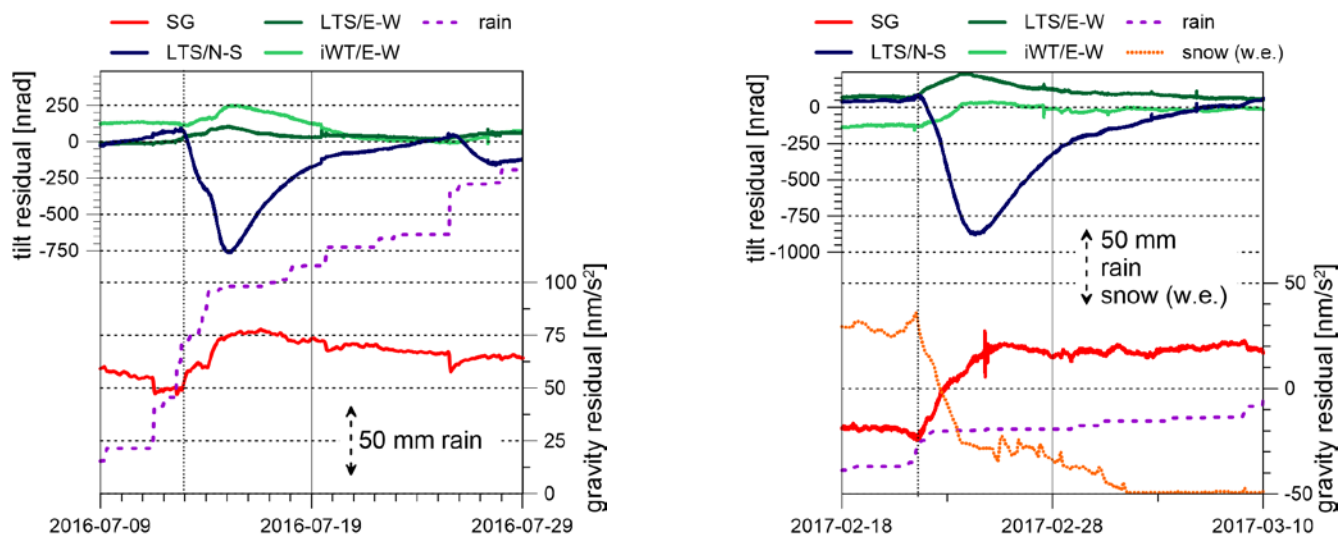 SG LTS/E-W rain
LTS/N-S iWT/E-W
tilt residual [nrad]
250
0
-250
-500
-750
100
75
50
25
0
gravity residual [nm/s²]
50 mm rain
2016-07-09 2016-07-19 2016-07-29
SG LTS/E-W rain
LTS/N-S iWT/E-W snow (w.e.)
tilt residual [nrad]
0
-250
-500
-750
-1000
50 mm
rain
snow (w.e.)
50
0
-50
gravity residual [nm/s²]
2017-02-18 2017-02-28 2017-03-10